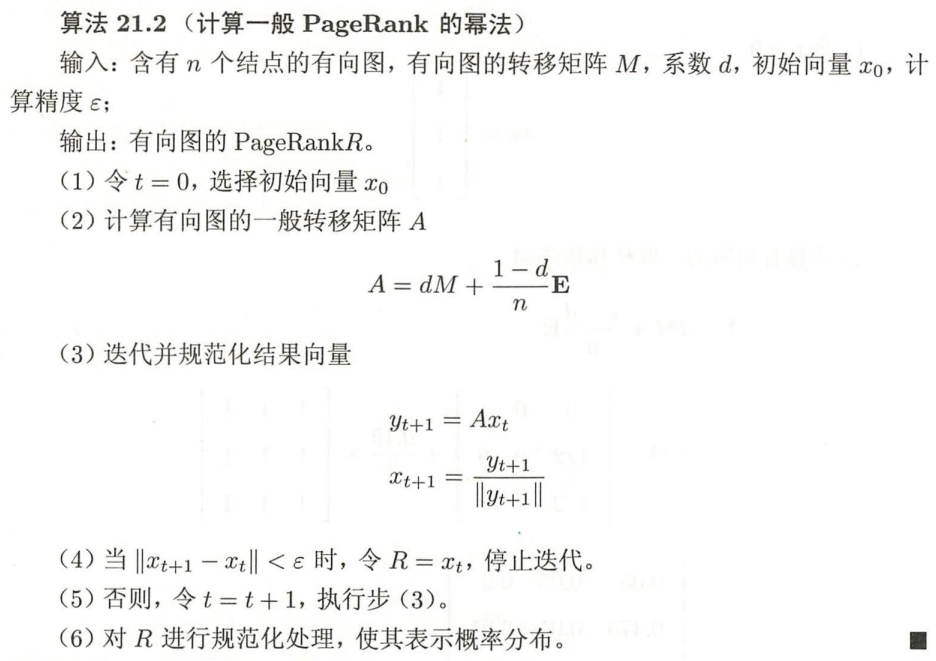 算法 21.2（计算一般 PageRank 的幂法）
输入：含有 n 个结点的有向图，有向图的转移矩阵 M，系数 d，初始向量 x₀，计
算精度 ε；
输出：有向图的 PageRankR。
（1）令 t = 0，选择初始向量 x₀
（2）计算有向图的一般转移矩阵 A
A = dM + \frac{1 − d}{n}E
（3）迭代并规范化结果向量
y_{t+1} = Ax_t
x_{t+1} = \frac{y_{t+1}}{‖y_{t+1}‖}
（4）当 ‖x_{t+1} − x_t‖ < ε 时，令 R = x_t，停止迭代。
（5）否则，令 t = t + 1，执行步（3）。
（6）对 R 进行规范化处理，使其表示概率分布。 ■